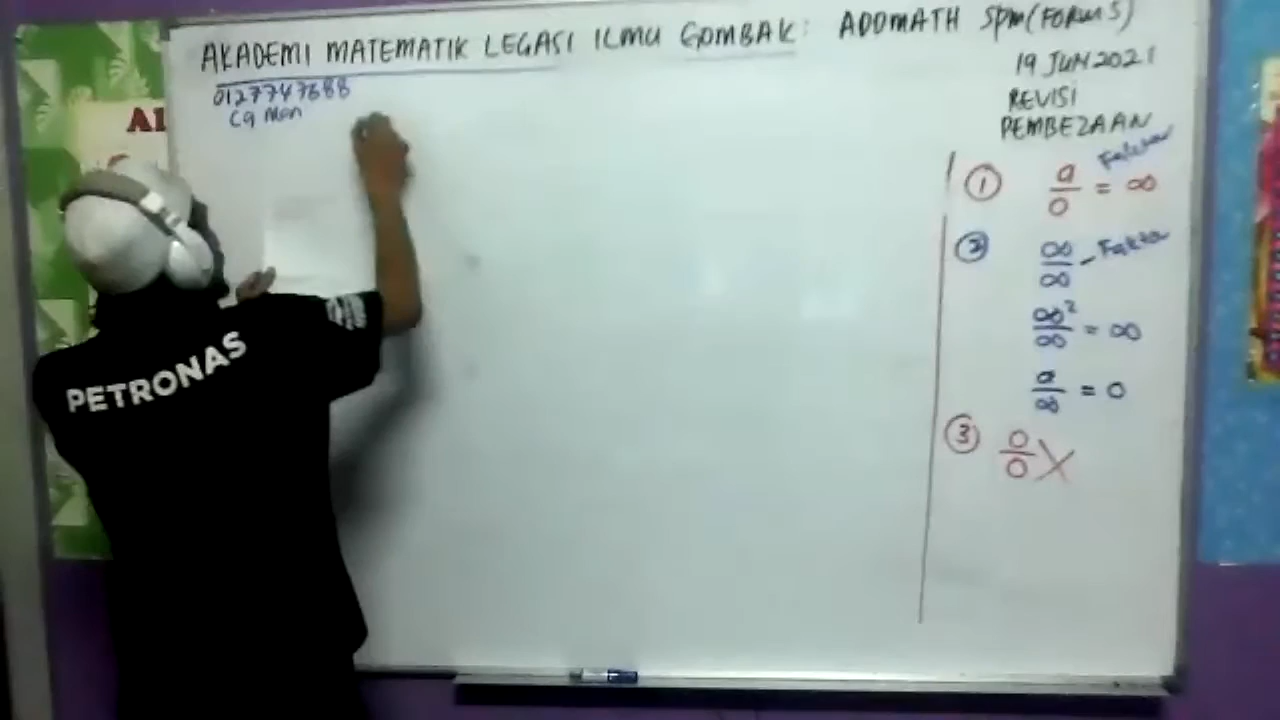 AKADEMI MATEMATIK LEGASI ILMU GOMBAK: ADDMATH SPM (FORM 5)
0127747688
Cg Man
19 JUN 2021
REVISI
PEMBEZAAN
① a/0 = ∞ Faktor
② ∞/∞ - Faktor
∞²/∞ = ∞
a/∞ = 0
③ 0/0 X
PETRONAS